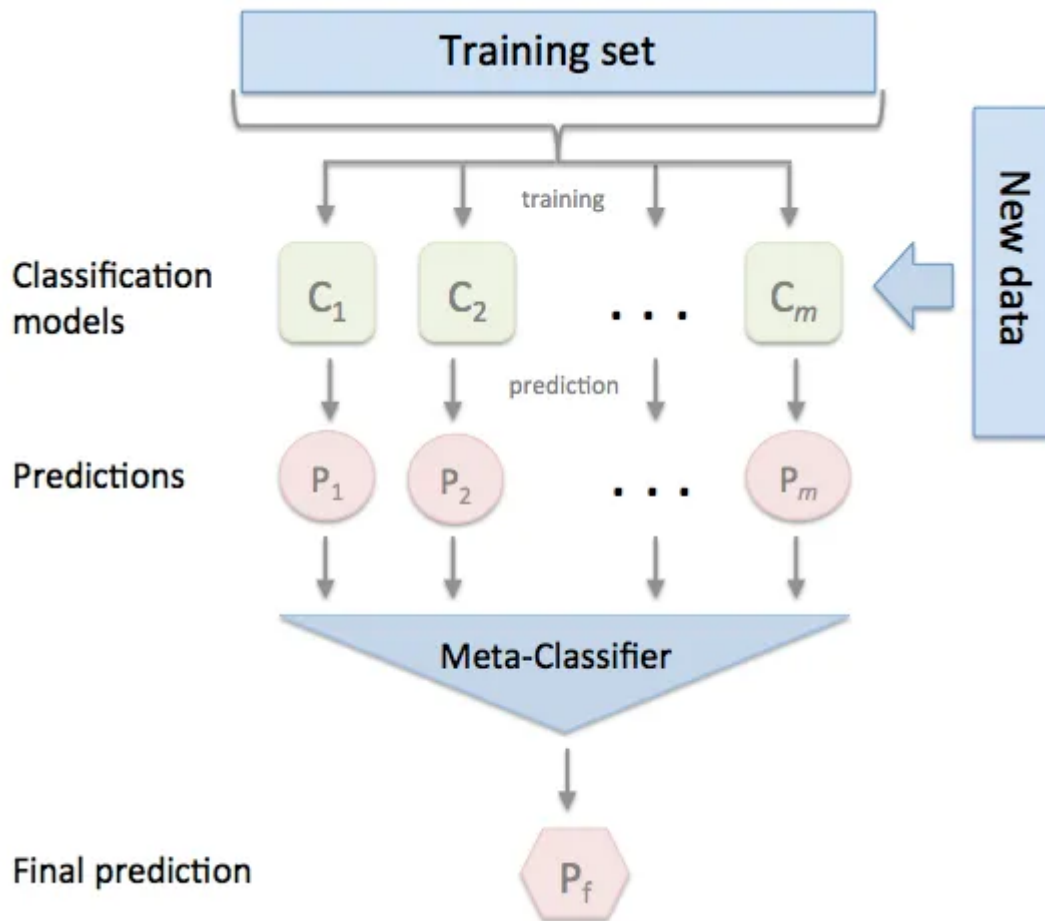 Training set
training
New data
Classification
models
C1 C2 . . . Cm
prediction
Predictions
P1 P2 . . . Pm
Meta-Classifier
Final prediction
Pf